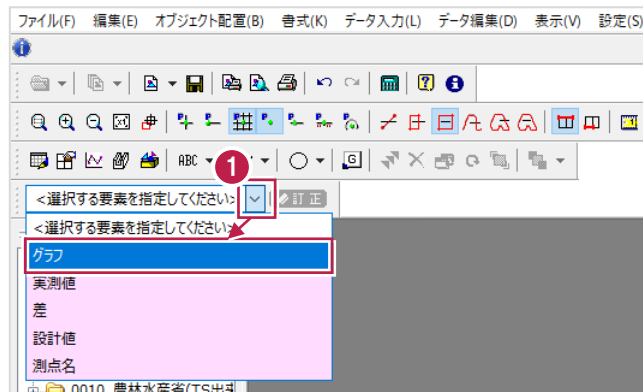 ファイル(F) 編集(E) オブジェクト配置(B) 書式(K) データ入力(L) データ編集(D) 表示(V) 設定(S)
ABC
1
<選択する要素を指定してください> 訂正
<選択する要素を指定してください>
グラフ
実測値
差
設計値
測点名
0010 農林水産省(TS出来